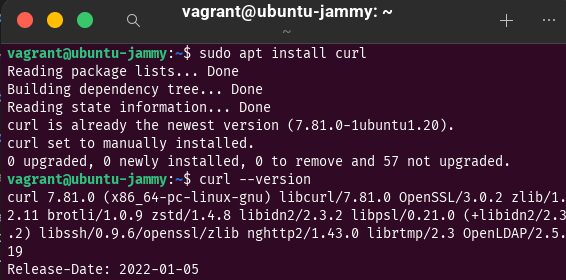 vagrant@ubuntu-jammy: ~
~
vagrant@ubuntu-jammy:~$ sudo apt install curl
Reading package lists... Done
Building dependency tree... Done
Reading state information... Done
curl is already the newest version (7.81.0-1ubuntu1.20).
curl set to manually installed.
0 upgraded, 0 newly installed, 0 to remove and 57 not upgraded.
vagrant@ubuntu-jammy:~$ curl --version
curl 7.81.0 (x86_64-pc-linux-gnu) libcurl/7.81.0 OpenSSL/3.0.2 zlib/1.
2.11 brotli/1.0.9 zstd/1.4.8 libidn2/2.3.2 libpsl/0.21.0 (+libidn2/2.3
.2) libssh/0.9.6/openssl/zlib nghttp2/1.43.0 librtmp/2.3 OpenLDAP/2.5.
19
Release-Date: 2022-01-05